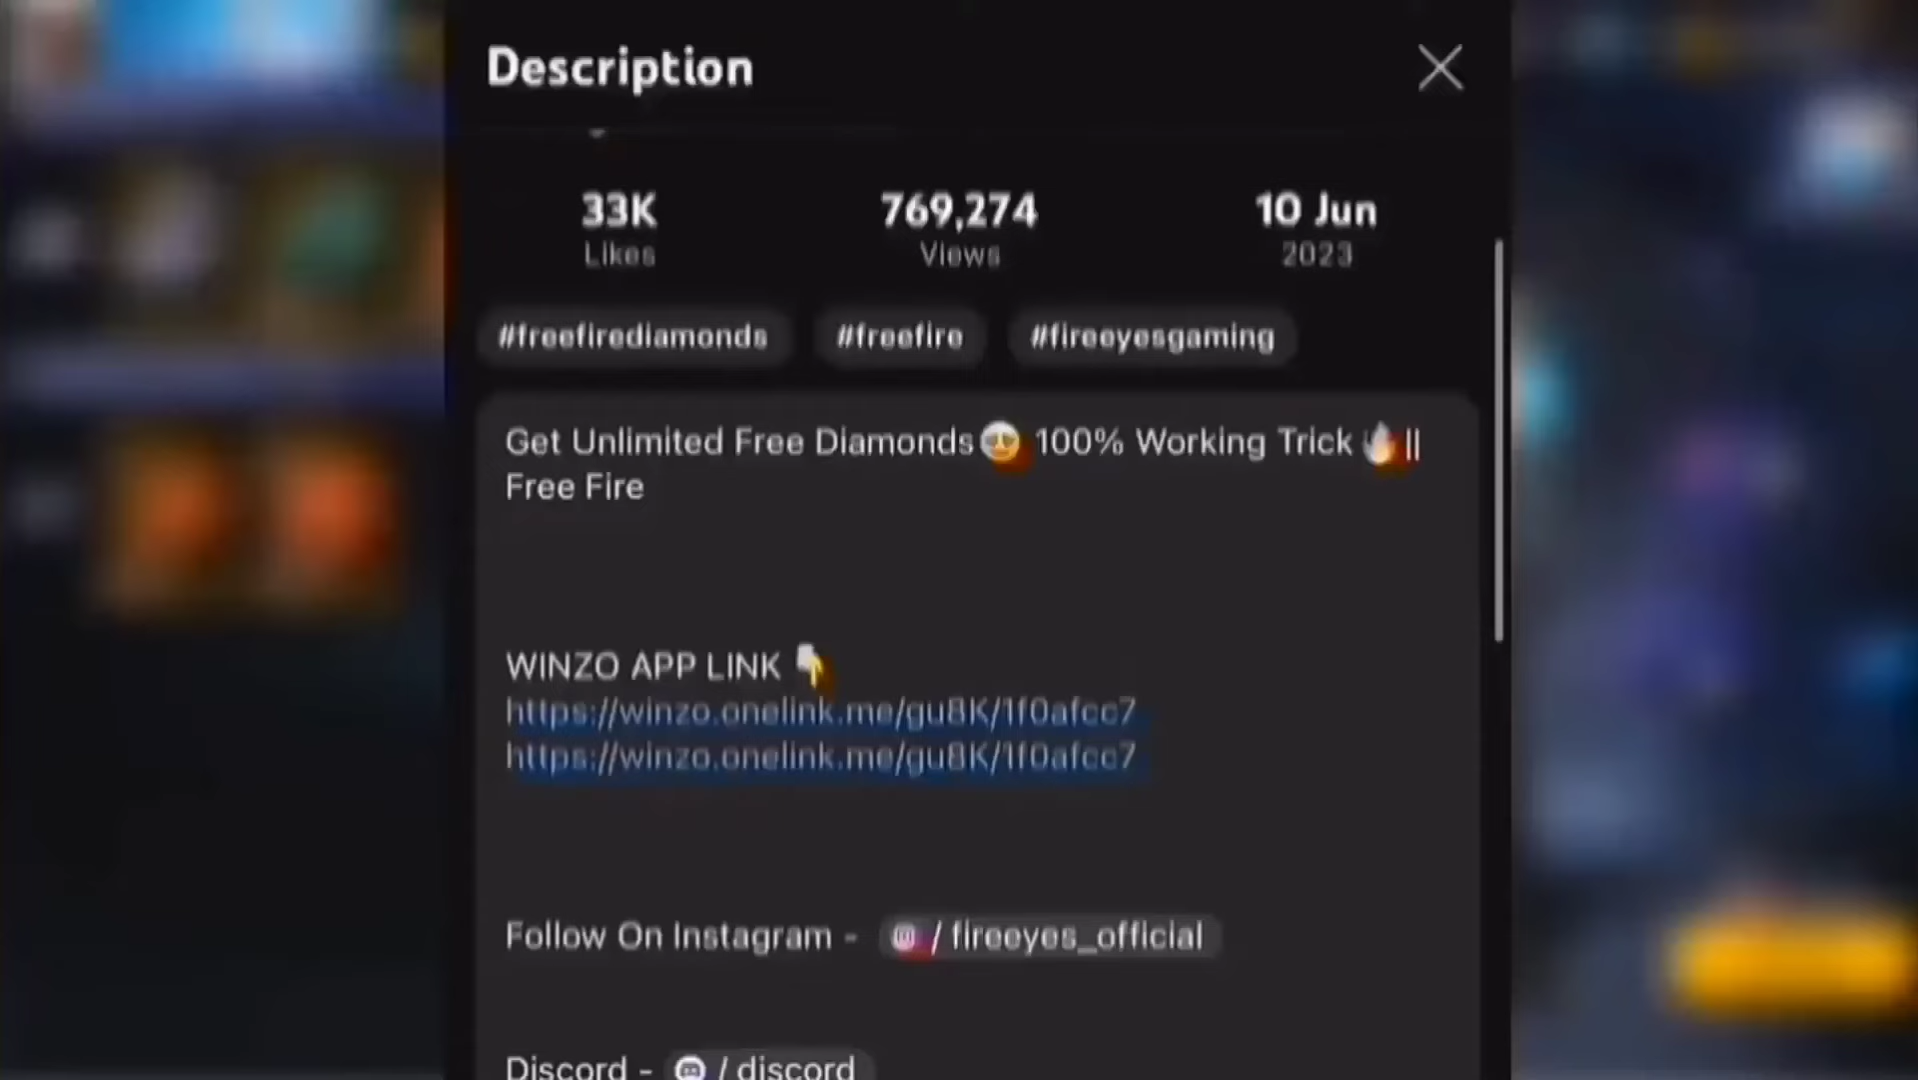 Description
33K 769,274 10 Jun
Likes Views 2023
#freefirediamonds #freefire #fireeyesgaming
Get Unlimited Free Diamonds😍 100% Working Trick🔥||
Free Fire
WINZO APP LINK 👇
https://winzo.onelink.me/gu8K/1f0afcc7
https://winzo.onelink.me/gu8K/1f0afcc7
Follow On Instagram - / fireeyes_official
Discord - / discord